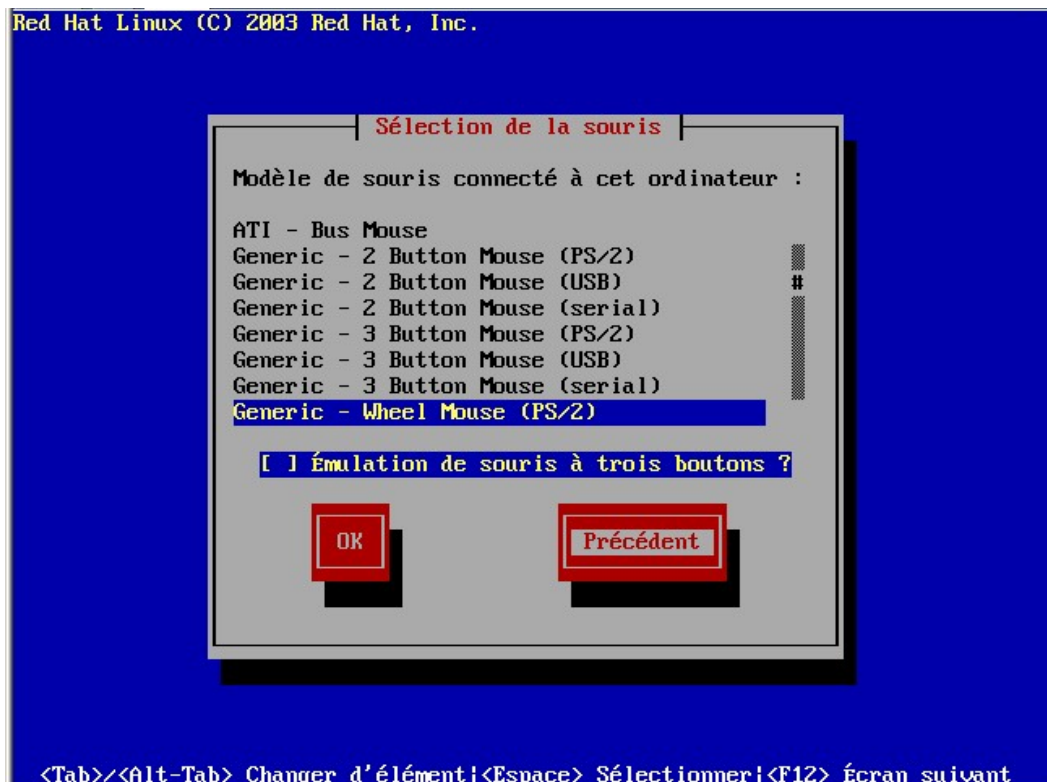 Red Hat Linux (C) 2003 Red Hat, Inc.
Sélection de la souris
Modèle de souris connecté à cet ordinateur :
ATI - Bus Mouse
Generic - 2 Button Mouse (PS/2)
Generic - 2 Button Mouse (USB)
Generic - 2 Button Mouse (serial)
Generic - 3 Button Mouse (PS/2)
Generic - 3 Button Mouse (USB)
Generic - 3 Button Mouse (serial)
Generic - Wheel Mouse (PS/2)
[ ] Émulation de souris à trois boutons ?
OK Précédent
<Tab>/<Alt-Tab> Changer d'élément|<Espace> Sélectionner|<F12> Écran suivant